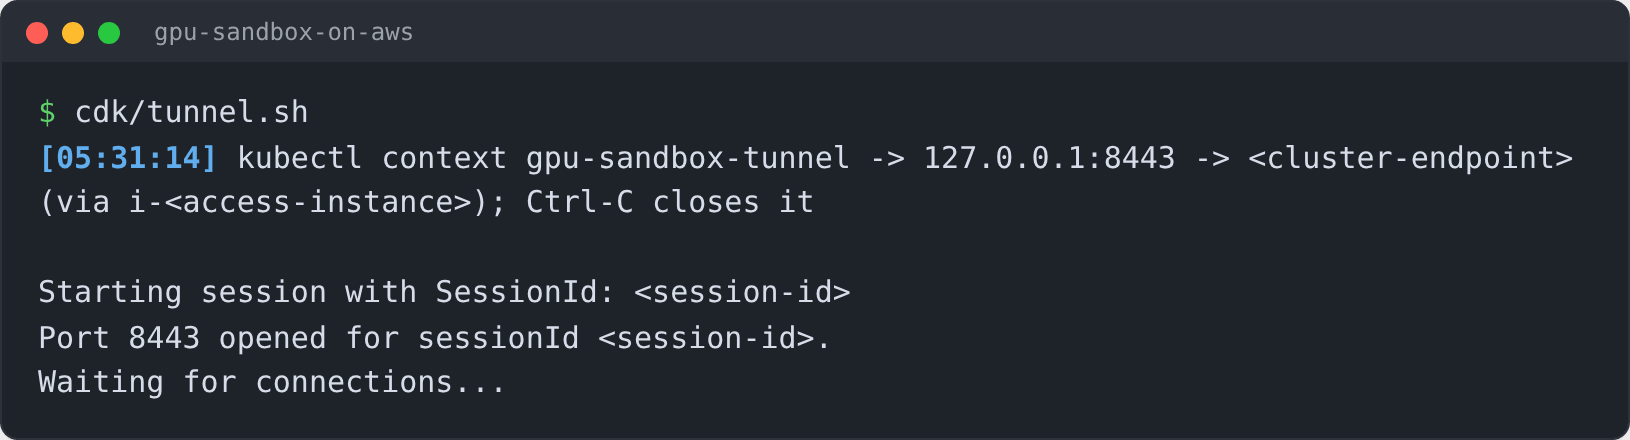 gpu-sandbox-on-aws
$ cdk/tunnel.sh
[05:31:14] kubectl context gpu-sandbox-tunnel -> 127.0.0.1:8443 -> <cluster-endpoint>
(via i-<access-instance>); Ctrl-C closes it
Starting session with SessionId: <session-id>
Port 8443 opened for sessionId <session-id>.
Waiting for connections...